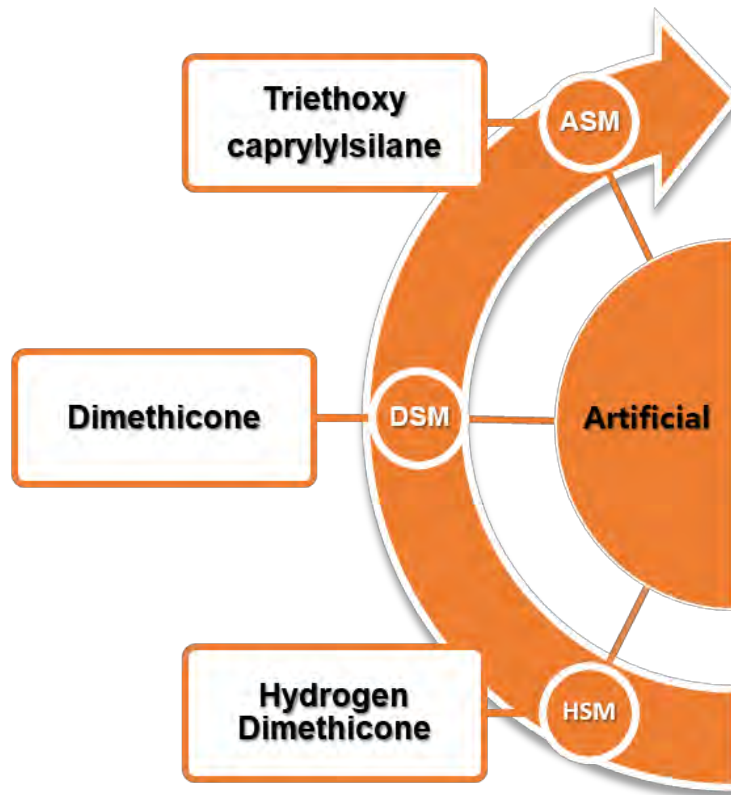 Triethoxy
caprylylsilane
ASM
Dimethicone
DSM
Artificial
Hydrogen
Dimethicone
HSM